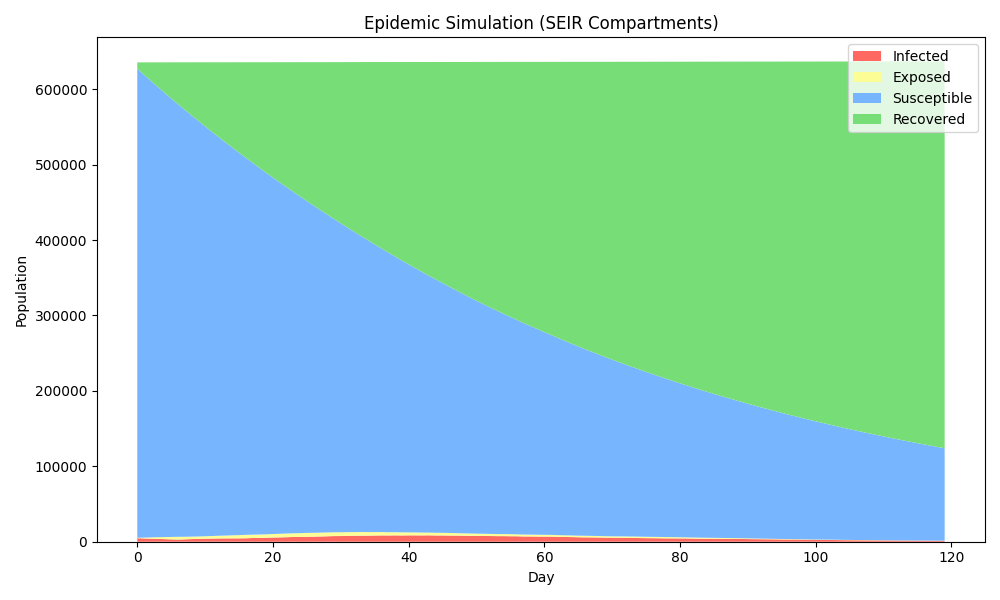 Epidemic Simulation (SEIR Compartments)
Infected
Exposed
Susceptible
Recovered
Population
600000
500000
400000
300000
200000
100000
0
0 20 40 60 80 100 120
Day